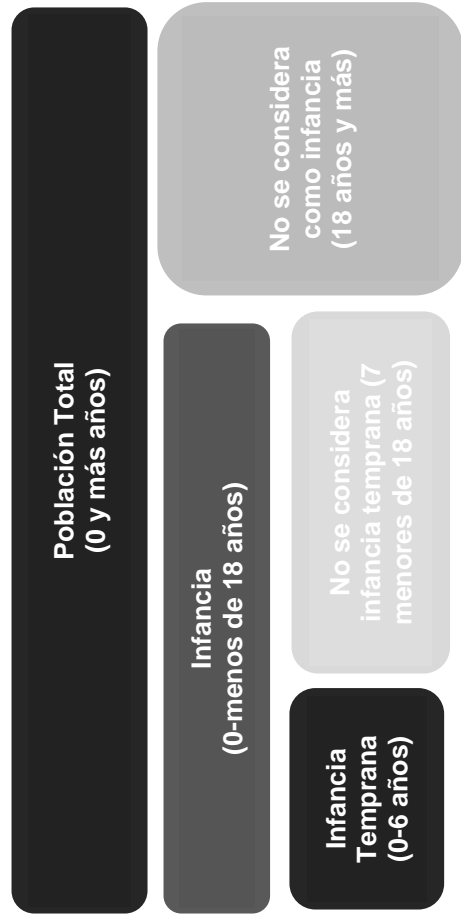 Población Total
(0 y más años)
Infancia
(0-menos de 18 años)
No se considera
como infancia
(18 años y más)
Infancia
Temprana
(0-6 años)
No se considera
infancia temprana (7
menores de 18 años)